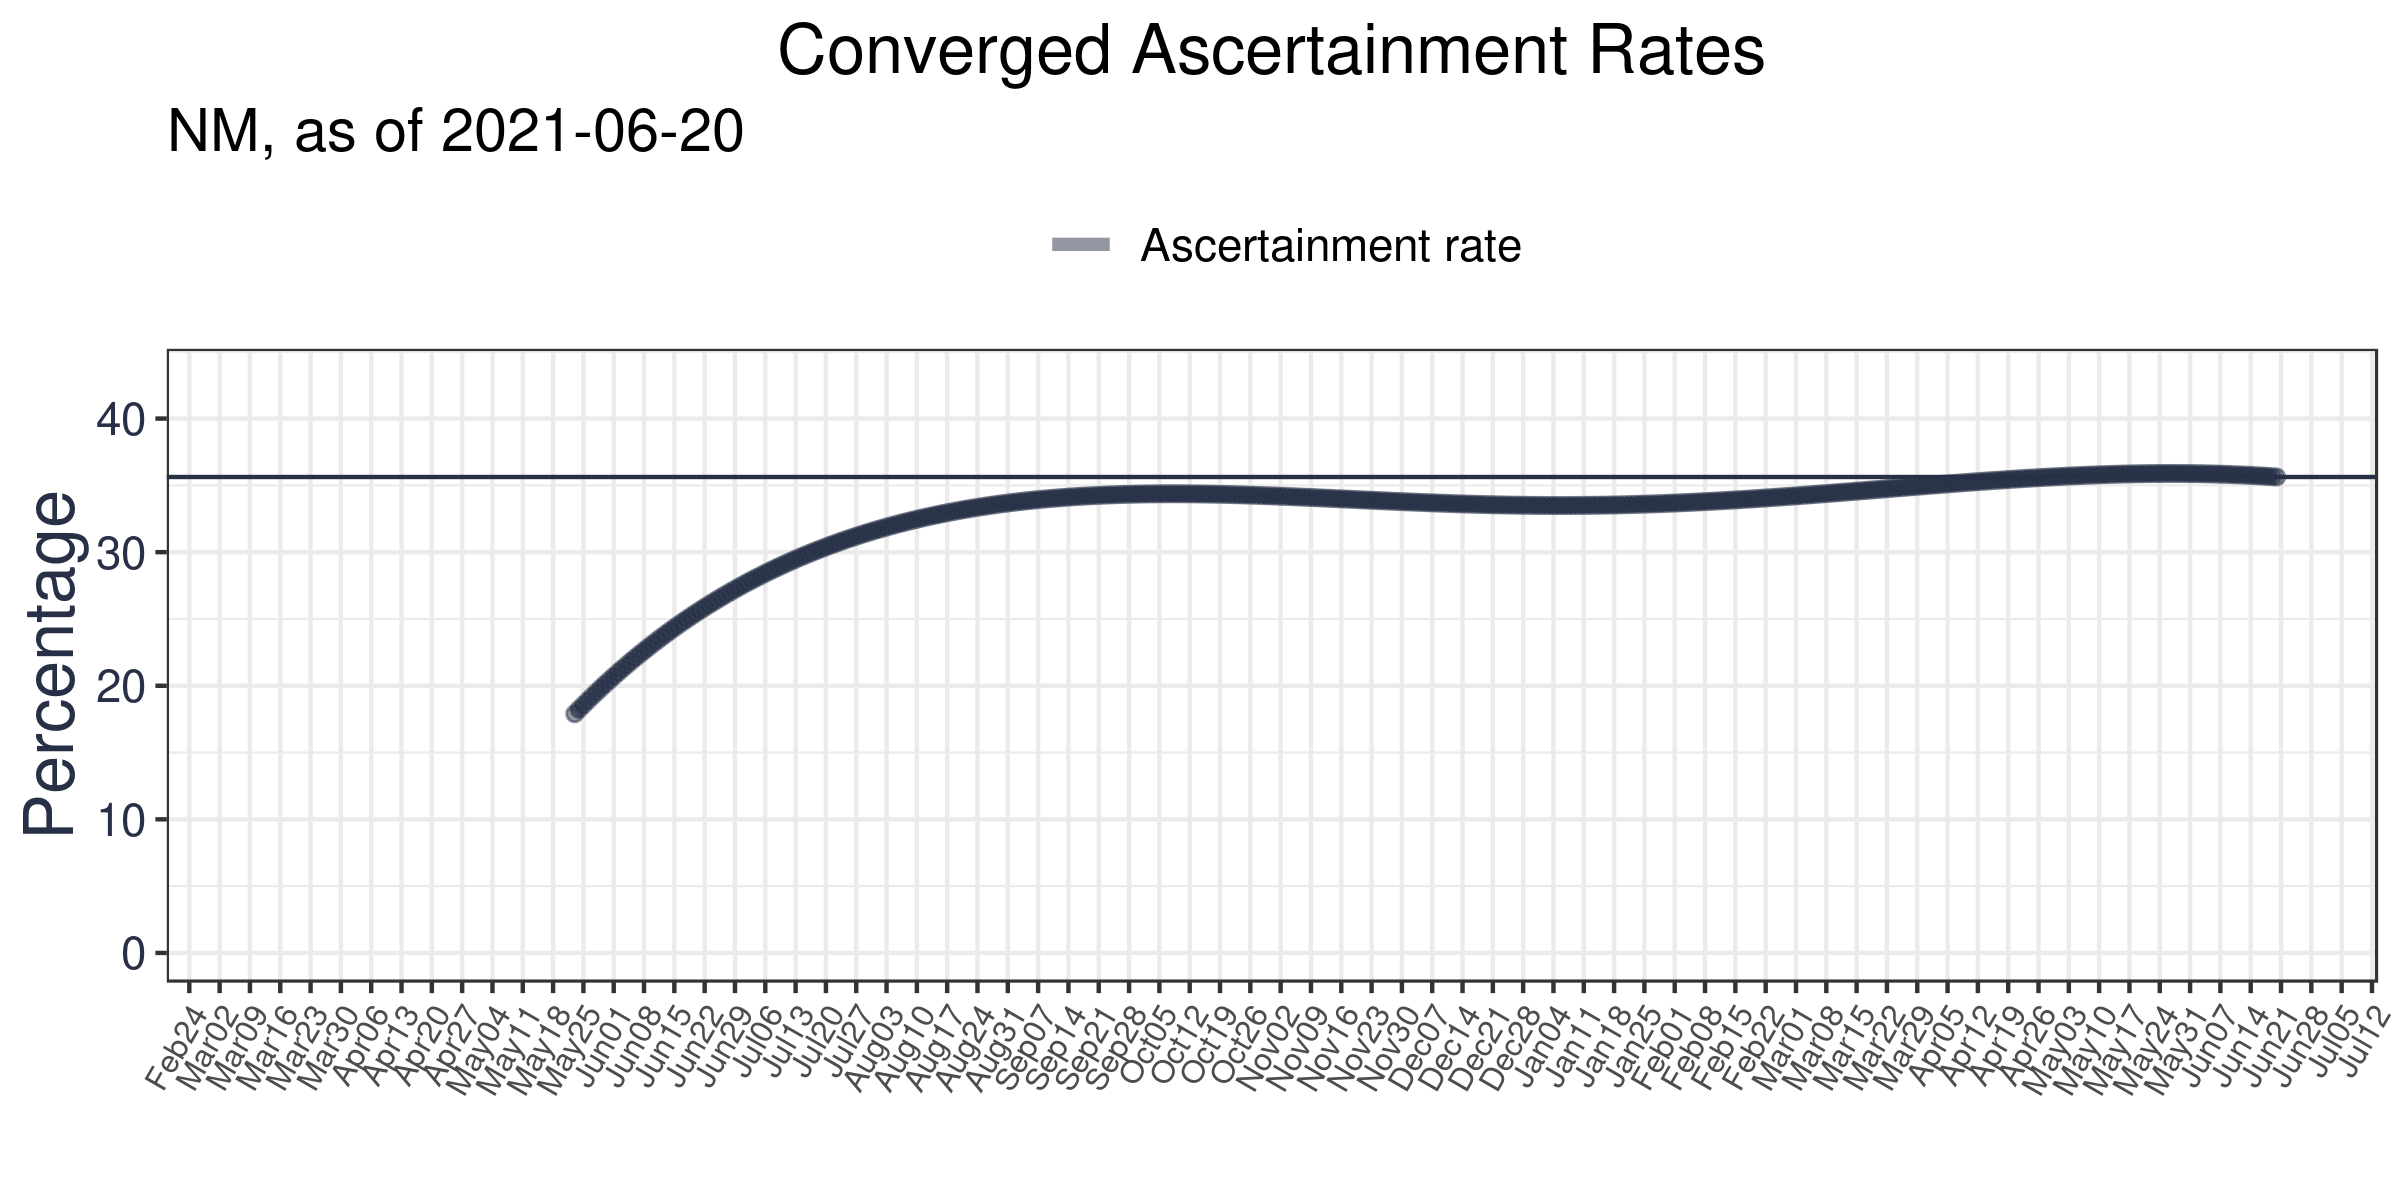 Converged Ascertainment Rates
NM, as of 2021-06-20
Ascertainment rate
Percentage
40
30
20
10
0
Feb24
Mar02
Mar09
Mar16
Mar23
Mar30
Apr06
Apr13
Apr20
Apr27
May04
May11
May18
May25
Jun01
Jun08
Jun15
Jun22
Jun29
Jul06
Jul13
Jul20
Jul27
Aug03
Aug10
Aug17
Aug24
Aug31
Sep07
Sep14
Sep21
Sep28
Oct05
Oct12
Oct19
Oct26
Nov02
Nov09
Nov16
Nov23
Nov30
Dec07
Dec14
Dec21
Dec28
Jan04
Jan11
Jan18
Jan25
Feb01
Feb08
Feb15
Feb22
Mar01
Mar08
Mar15
Mar22
Mar29
Apr05
Apr12
Apr19
Apr26
May03
May10
May17
May24
May31
Jun07
Jun14
Jun21
Jun28
Jul05
Jul12